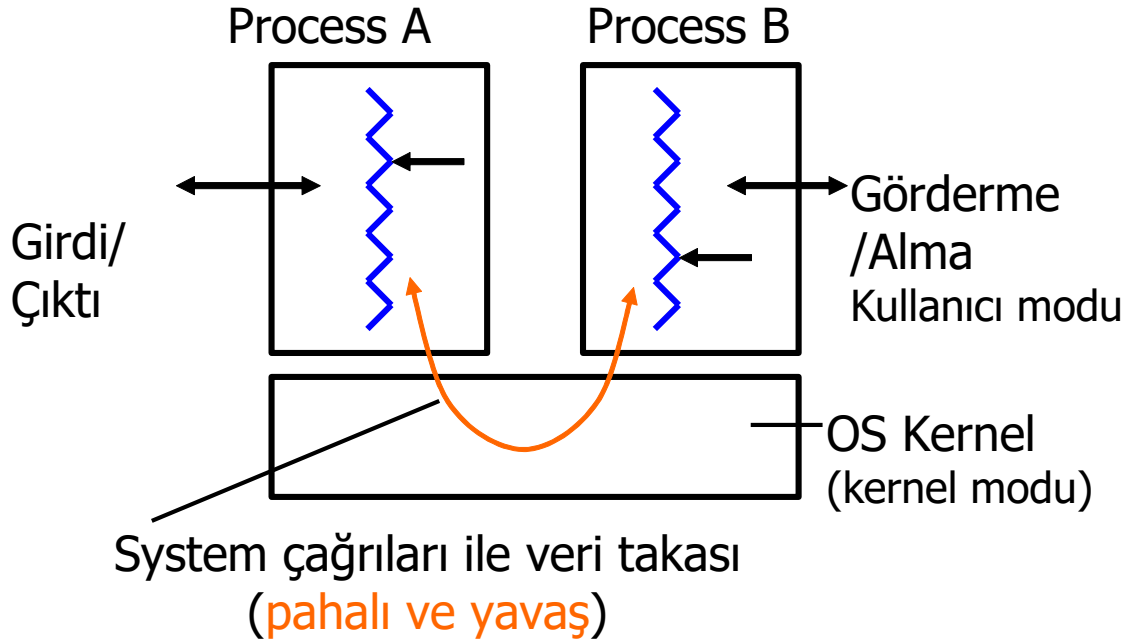 Process A
Process B
Girdi/
Çıktı
Görderme
/Alma
Kullanıcı modu
OS Kernel
(kernel modu)
System çağrıları ile veri takası
(pahalı ve yavaş)